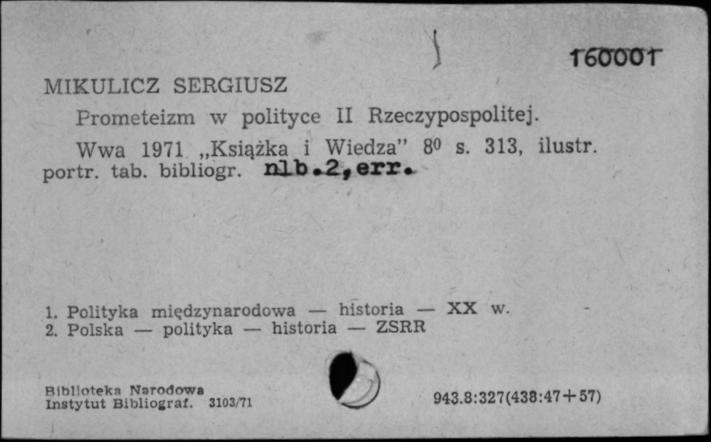 160001
MIKULICZ SERGIUSZ
Prometeizm w polityce II Rzeczypospolitej.
Wwa 1971 „Książka i Wiedza” 8⁰ s. 313, ilustr.
portr. tab. bibliogr. nlb.2,err.
1. Polityka międzynarodowa — historia — XX w.
2. Polska — polityka — historia — ZSRR
Biblioteka Narodowa
Instytut Bibliograf. 3103/71
943.8:327(438:47+57)